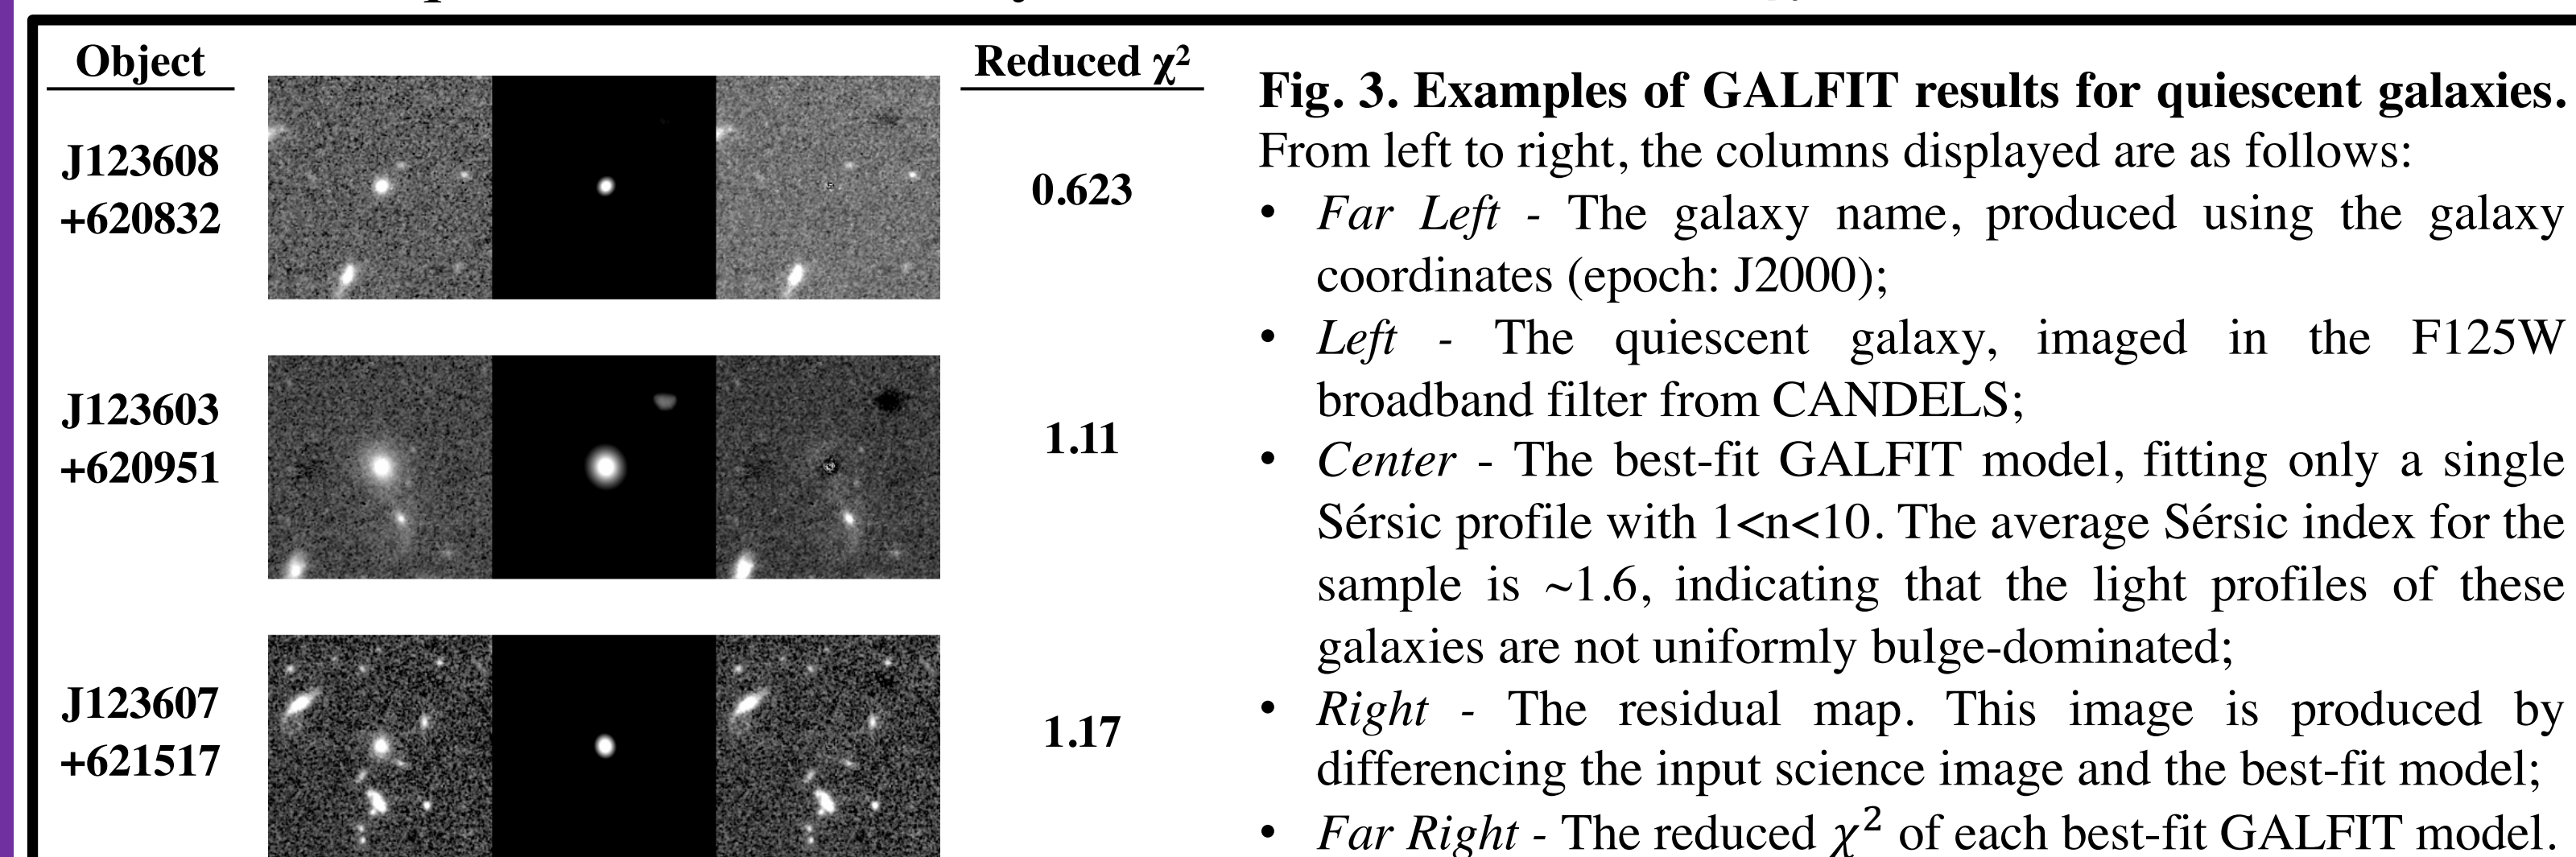 Object
Reduced χ²
J123608
+620832
0.623
J123603
+620951
1.11
J123607
+621517
1.17
Fig. 3. Examples of GALFIT results for quiescent galaxies.
From left to right, the columns displayed are as follows:
• Far Left - The galaxy name, produced using the galaxy
coordinates (epoch: J2000);
• Left - The quiescent galaxy, imaged in the F125W
broadband filter from CANDELS;
• Center - The best-fit GALFIT model, fitting only a single
Sérsic profile with 1<n<10. The average Sérsic index for the
sample is ~1.6, indicating that the light profiles of these
galaxies are not uniformly bulge-dominated;
• Right - The residual map. This image is produced by
differencing the input science image and the best-fit model;
• Far Right - The reduced χ² of each best-fit GALFIT model.